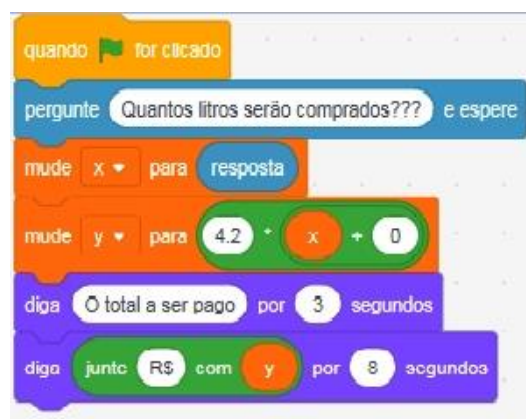 quando for clicado
pergunte Quantos litros serão comprados??? e espere
mude x para resposta
mude y para 4.2 * x + 0
diga O total a ser pago por 3 segundos
diga junte R$ com y por 8 segundos